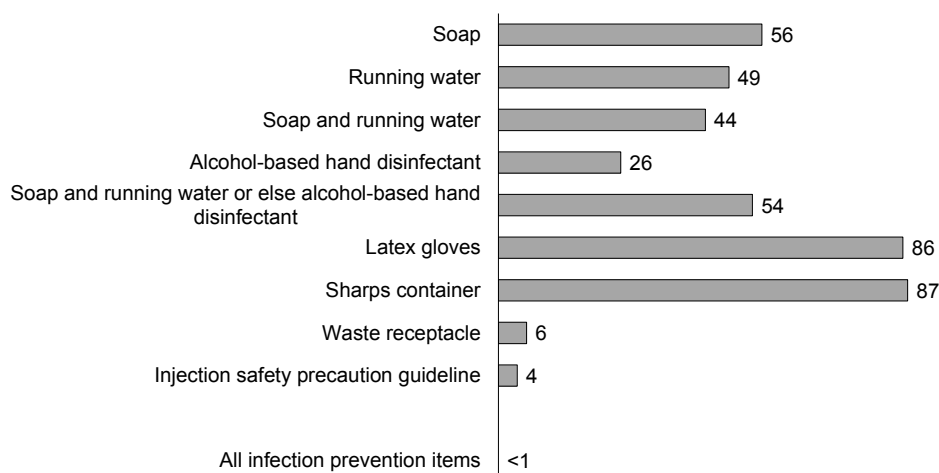 Soap 56
Running water 49
Soap and running water 44
Alcohol-based hand disinfectant 26
Soap and running water or else alcohol-based hand
disinfectant 54
Latex gloves 86
Sharps container 87
Waste receptacle 6
Injection safety precaution guideline 4
All infection prevention items <1